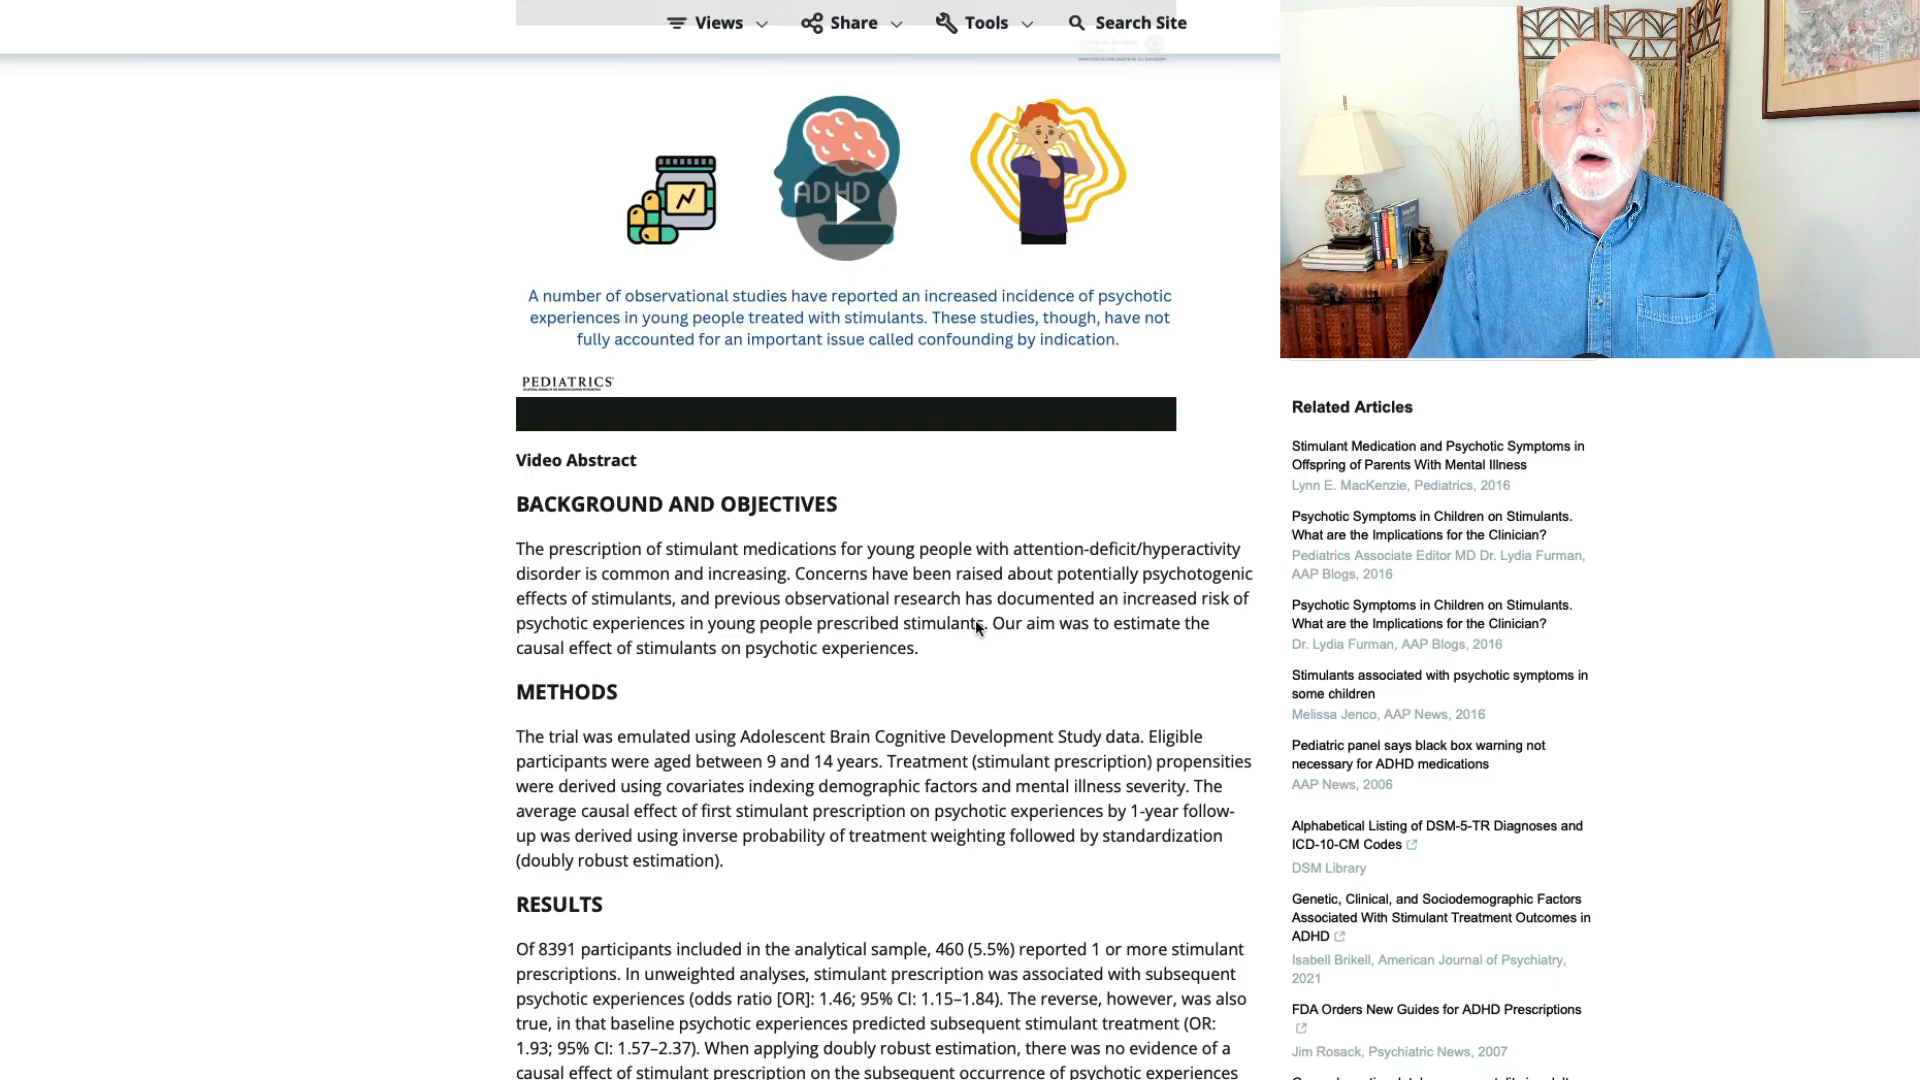 Views
Share
Tools
Search Site
ADHD
A number of observational studies have reported an increased incidence of psychotic
experiences in young people treated with stimulants. These studies, though, have not
fully accounted for an important issue called confounding by indication.
PEDIATRICS
Video Abstract
BACKGROUND AND OBJECTIVES
The prescription of stimulant medications for young people with attention-deficit/hyperactivity
disorder is common and increasing. Concerns have been raised about potentially psychotogenic
effects of stimulants, and previous observational research has documented an increased risk of
psychotic experiences in young people prescribed stimulants. Our aim was to estimate the
causal effect of stimulants on psychotic experiences.
METHODS
The trial was emulated using Adolescent Brain Cognitive Development Study data. Eligible
participants were aged between 9 and 14 years. Treatment (stimulant prescription) propensities
were derived using covariates indexing demographic factors and mental illness severity. The
average causal effect of first stimulant prescription on psychotic experiences by 1-year follow-
up was derived using inverse probability of treatment weighting followed by standardization
(doubly robust estimation).
RESULTS
Of 8391 participants included in the analytical sample, 460 (5.5%) reported 1 or more stimulant
prescriptions. In unweighted analyses, stimulant prescription was associated with subsequent
psychotic experiences (odds ratio [OR]: 1.46; 95% CI: 1.15–1.84). The reverse, however, was also
true, in that baseline psychotic experiences predicted subsequent stimulant treatment (OR:
1.93; 95% CI: 1.57–2.37). When applying doubly robust estimation, there was no evidence of a
causal effect of stimulant prescription on the subsequent occurrence of psychotic experiences
Related Articles
Stimulant Medication and Psychotic Symptoms in
Offspring of Parents With Mental Illness
Lynn E. MacKenzie, Pediatrics, 2016
Psychotic Symptoms in Children on Stimulants.
What are the Implications for the Clinician?
Pediatrics Associate Editor MD Dr. Lydia Furman,
AAP Blogs, 2016
Psychotic Symptoms in Children on Stimulants.
What are the Implications for the Clinician?
Dr. Lydia Furman, AAP Blogs, 2016
Stimulants associated with psychotic symptoms in
some children
Melissa Jenco, AAP News, 2016
Pediatric panel says black box warning not
necessary for ADHD medications
AAP News, 2006
Alphabetical Listing of DSM-5-TR Diagnoses and
ICD-10-CM Codes
DSM Library
Genetic, Clinical, and Sociodemographic Factors
Associated With Stimulant Treatment Outcomes in
ADHD
Isabell Brikell, American Journal of Psychiatry,
2021
FDA Orders New Guides for ADHD Prescriptions
Jim Rosack, Psychiatric News, 2007